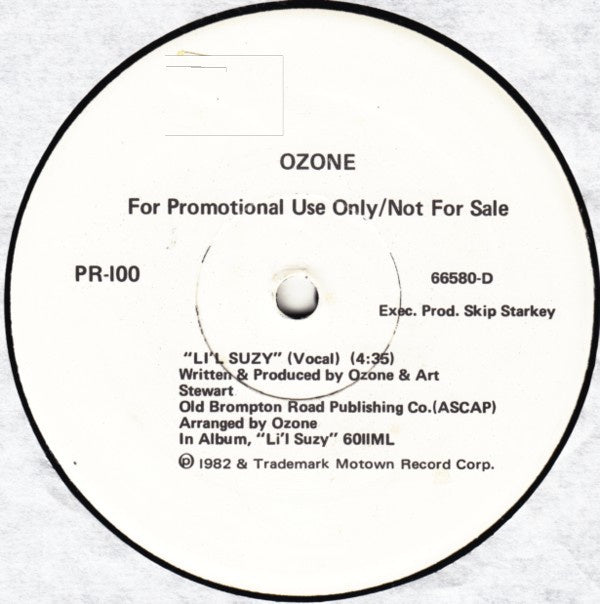 OZONE
For Promotional Use Only/Not For Sale
PR-100
66580-D
Exec. Prod. Skip Starkey
"LI'L SUZY" (Vocal) (4:35)
Written & Produced by Ozone & Art
Stewart
Old Brompton Road Publishing Co.(ASCAP)
Arranged by Ozone
In Album, "Li'l Suzy" 6011ML
℗ 1982 & Trademark Motown Record Corp.